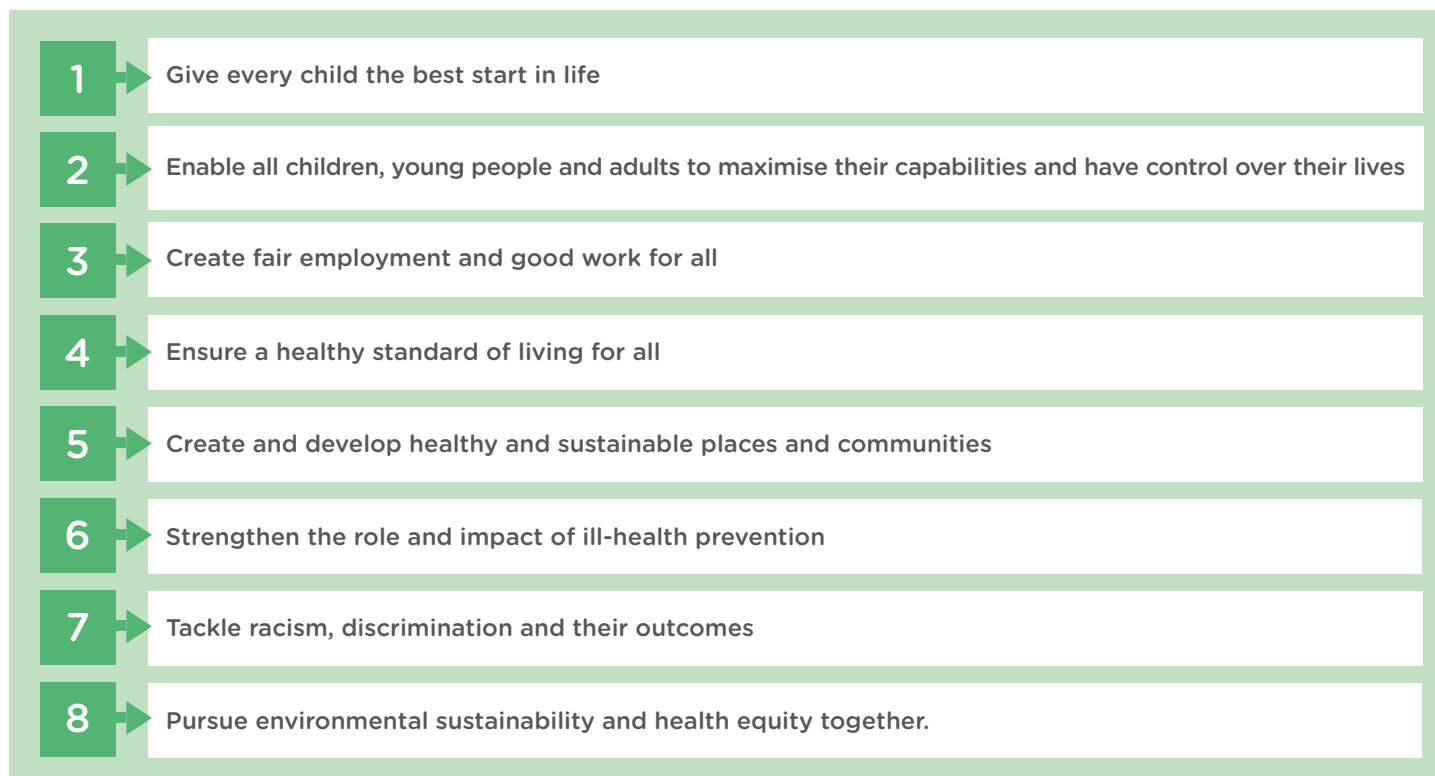 1 Give every child the best start in life
2 Enable all children, young people and adults to maximise their capabilities and have control over their lives
3 Create fair employment and good work for all
4 Ensure a healthy standard of living for all
5 Create and develop healthy and sustainable places and communities
6 Strengthen the role and impact of ill-health prevention
7 Tackle racism, discrimination and their outcomes
8 Pursue environmental sustainability and health equity together.